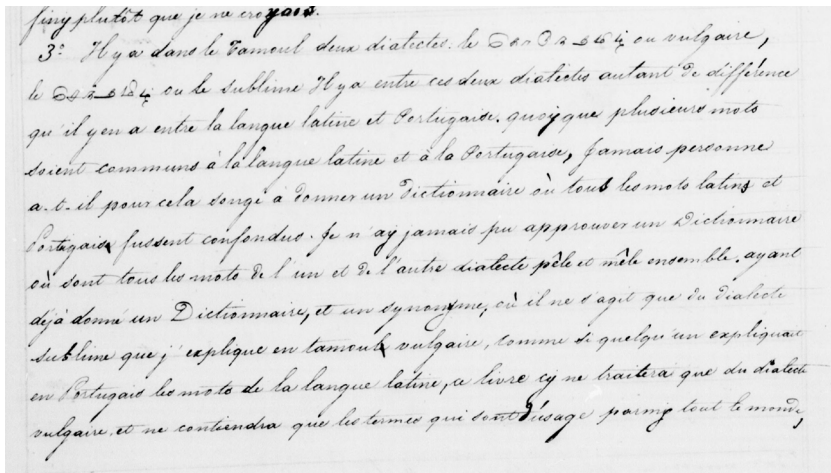 finy plutôt que je ne croyais.
3.° Il y a dans le Tamoul deux dialectes. le ou vulgaire,
le ou le sublime Il y a entre ces deux dialectes autant de différence
qu'il y en a entre la langue latine et Portugaise. quoy que plusieurs mots
soient communs à la langue latine et à la Portugaise, Jamais personne
a-t-il pour cela songé à donner un Dictionnaire où tous les mots latins et
Portugais fussent confondus. Je n'ay jamais pu approuver un Dictionnaire
où sont tous les mots de l'un et de l'autre dialecte pêle et mêle ensemble. ayant
déjà donné un Dictionnaire, et un synonyme, où il ne s'agit que du dialecte
sublime que j'explique en tamoul vulgaire, comme si quelqu'un expliquait
en Portugais les mots de la langue latine, ce livre cy ne traitera que du dialecte
vulgaire, et ne contiendra que les termes qui sont d'usage parmy tout le monde,